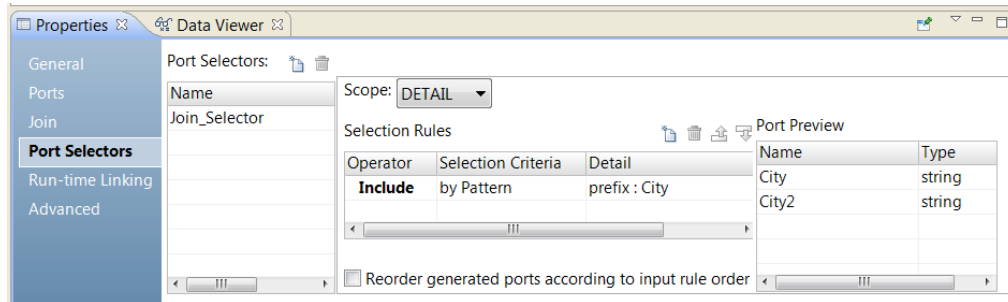 Properties Data Viewer
General
Ports
Join
Port Selectors
Run-time Linking
Advanced
Port Selectors:
Name
Join_Selector
Scope: DETAIL
Selection Rules
Operator Selection Criteria Detail
Include by Pattern prefix : City
Reorder generated ports according to input rule order
Port Preview
Name Type
City string
City2 string